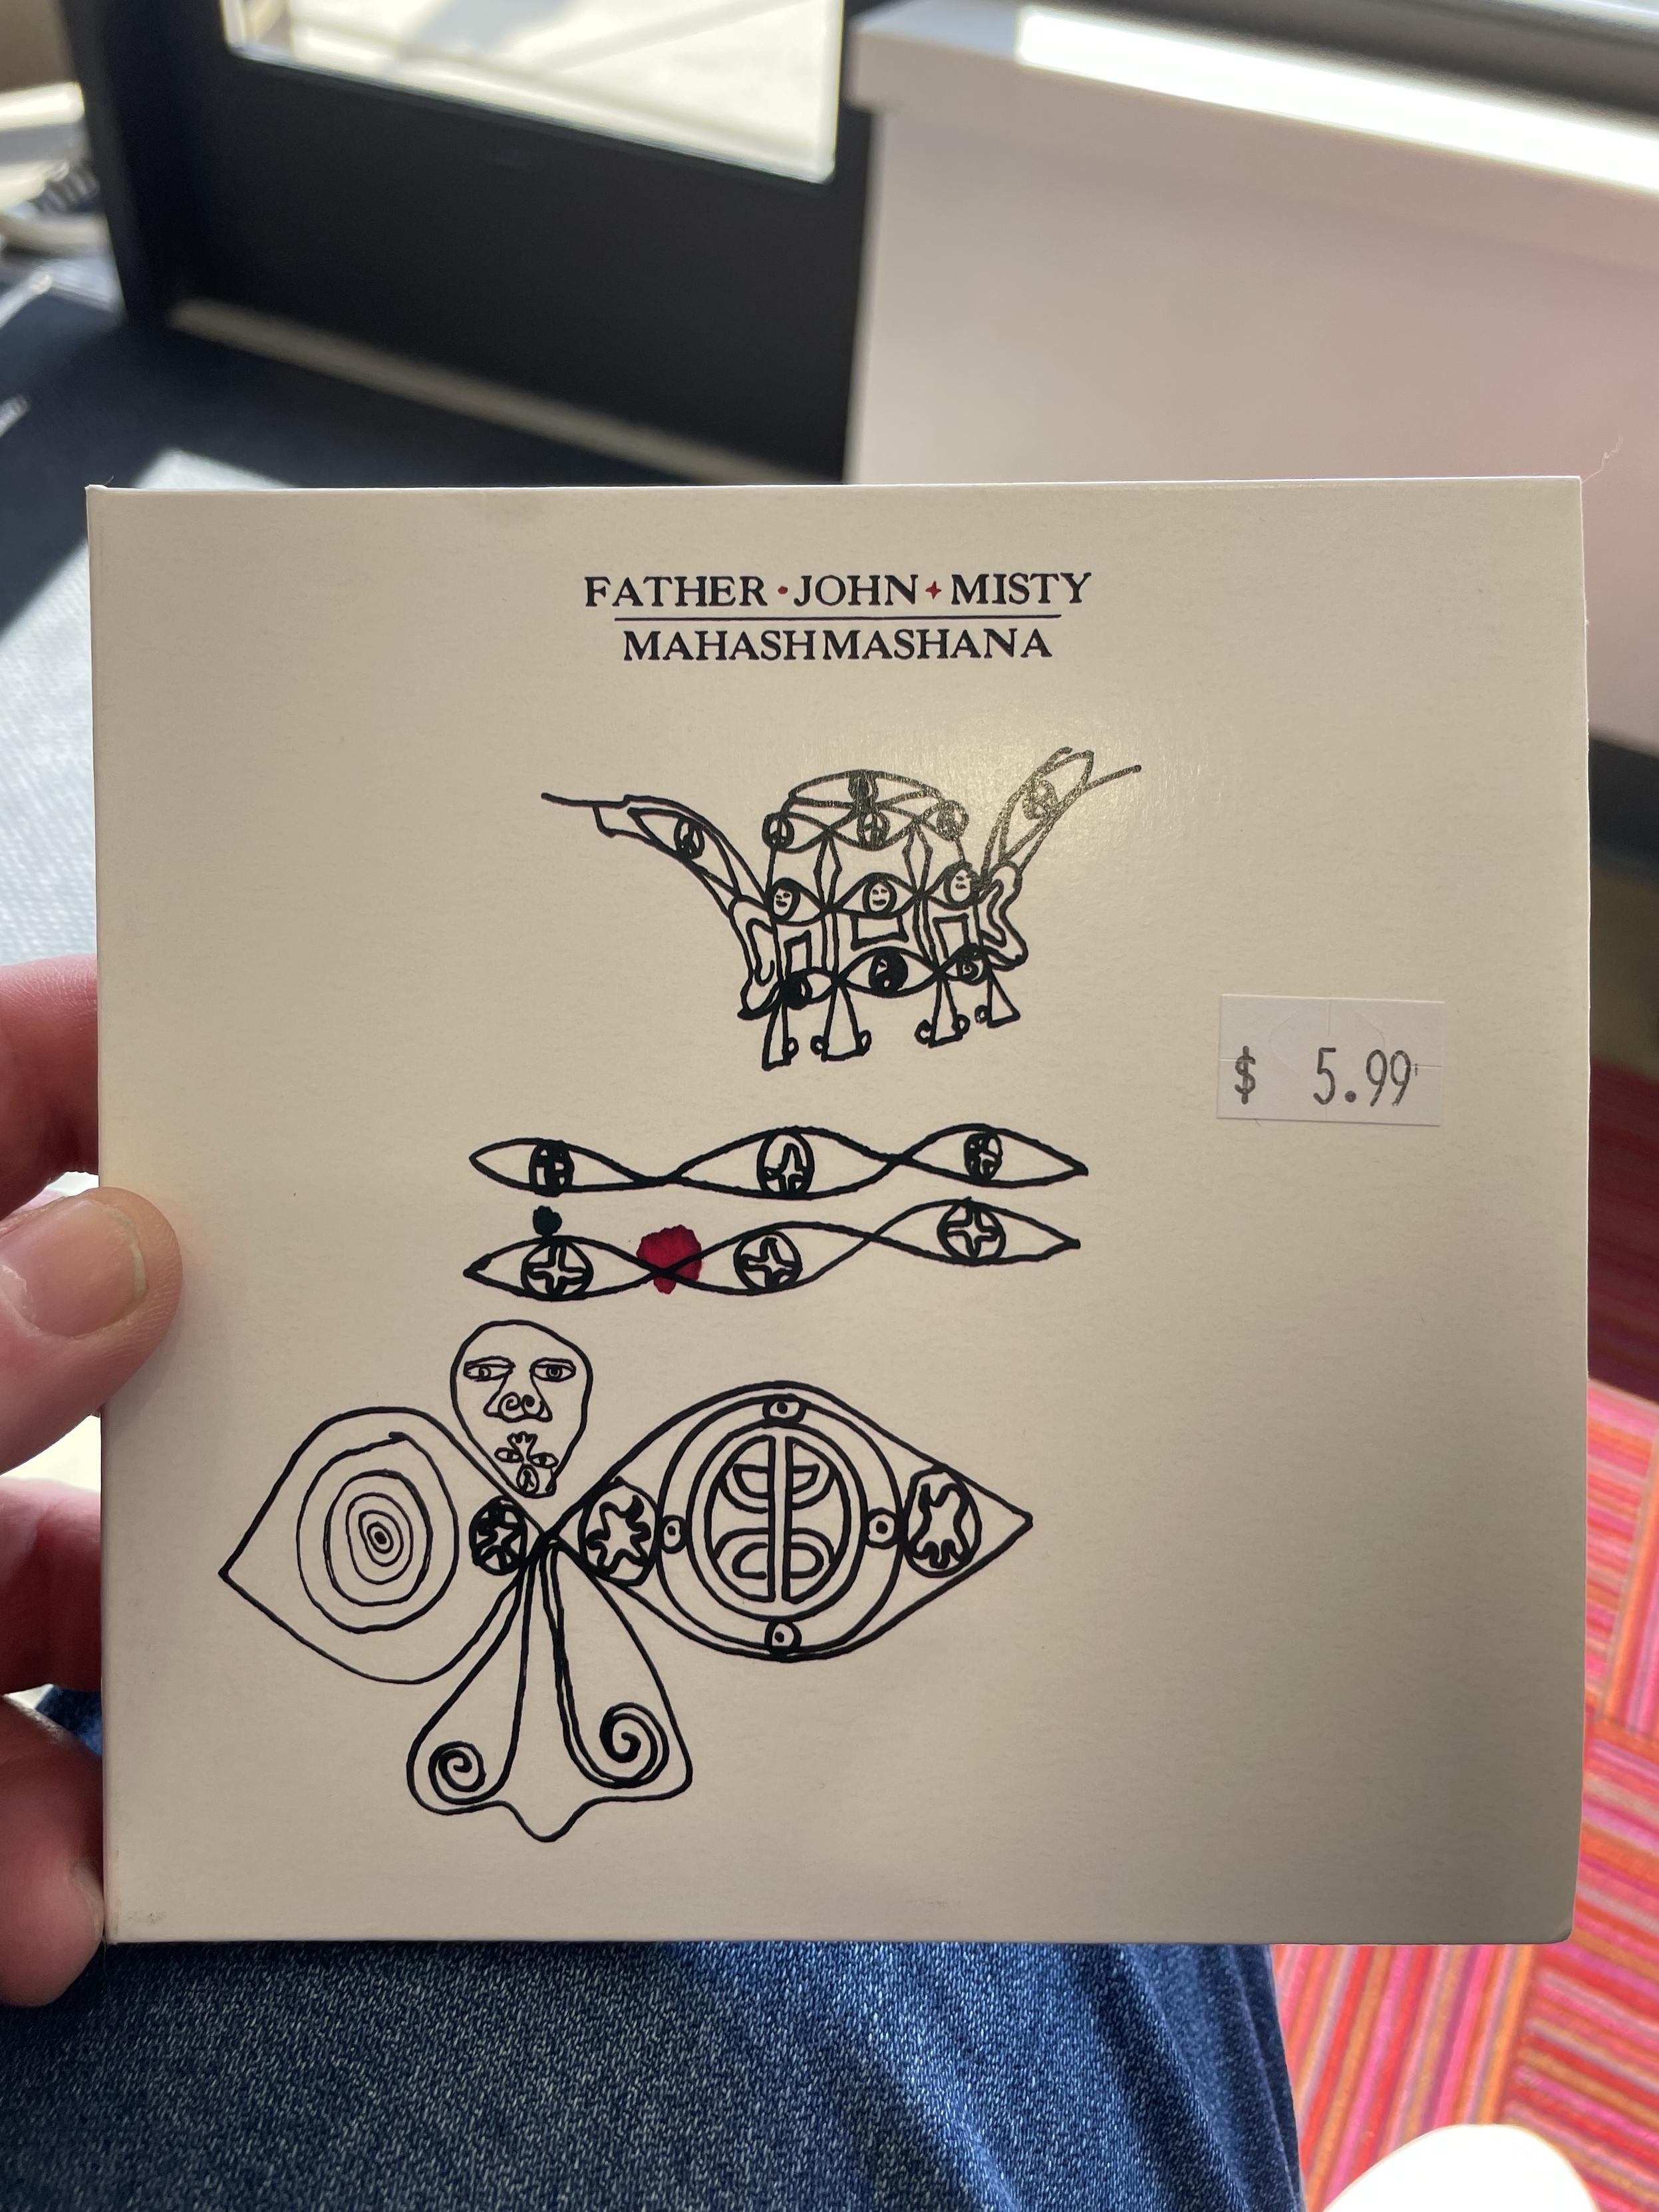 FATHER · JOHN + MISTY
MAHASHMASHANA
$ 5.99